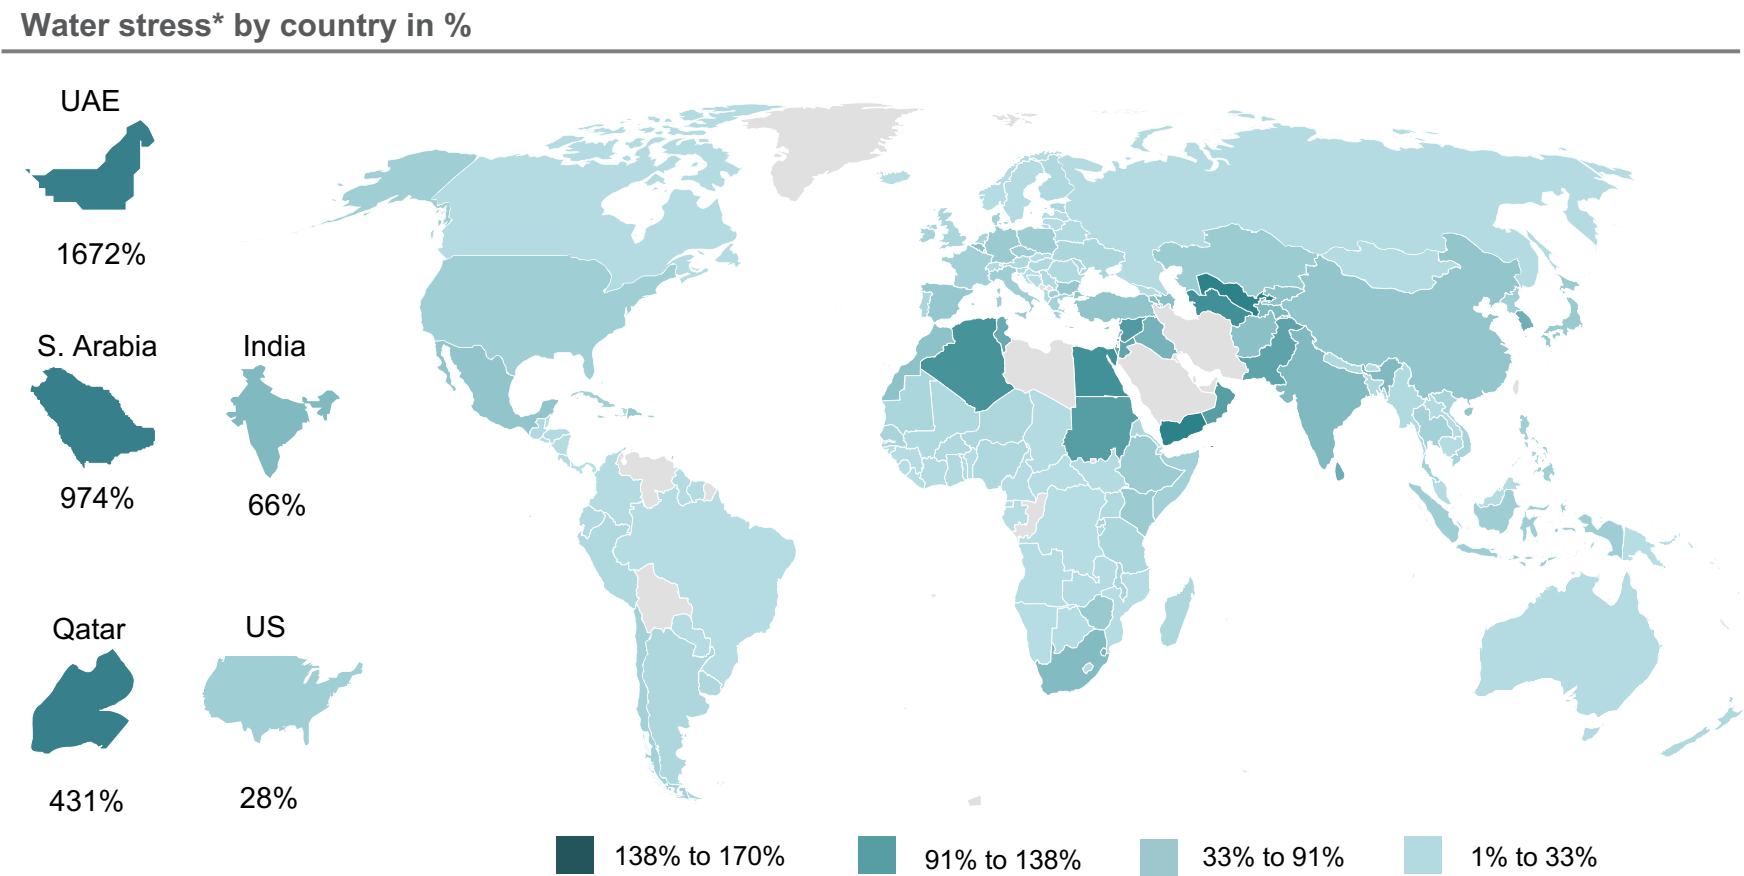 Water stress* by country in %
UAE
1672%
S. Arabia
974%
India
66%
Qatar
431%
US
28%
138% to 170%
91% to 138%
33% to 91%
1% to 33%